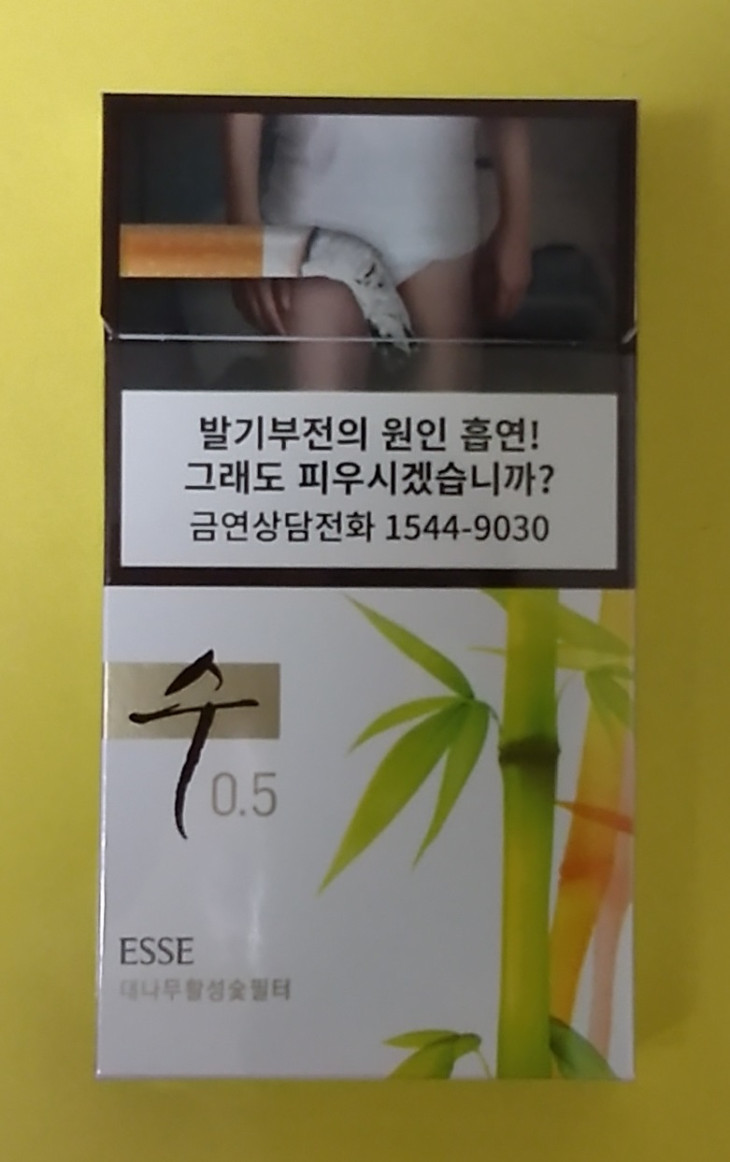 발기부전의 원인 흡연!
그래도 피우시겠습니까?
금연상담전화 1544-9030
수
0.5
ESSE
대나무활성숯필터